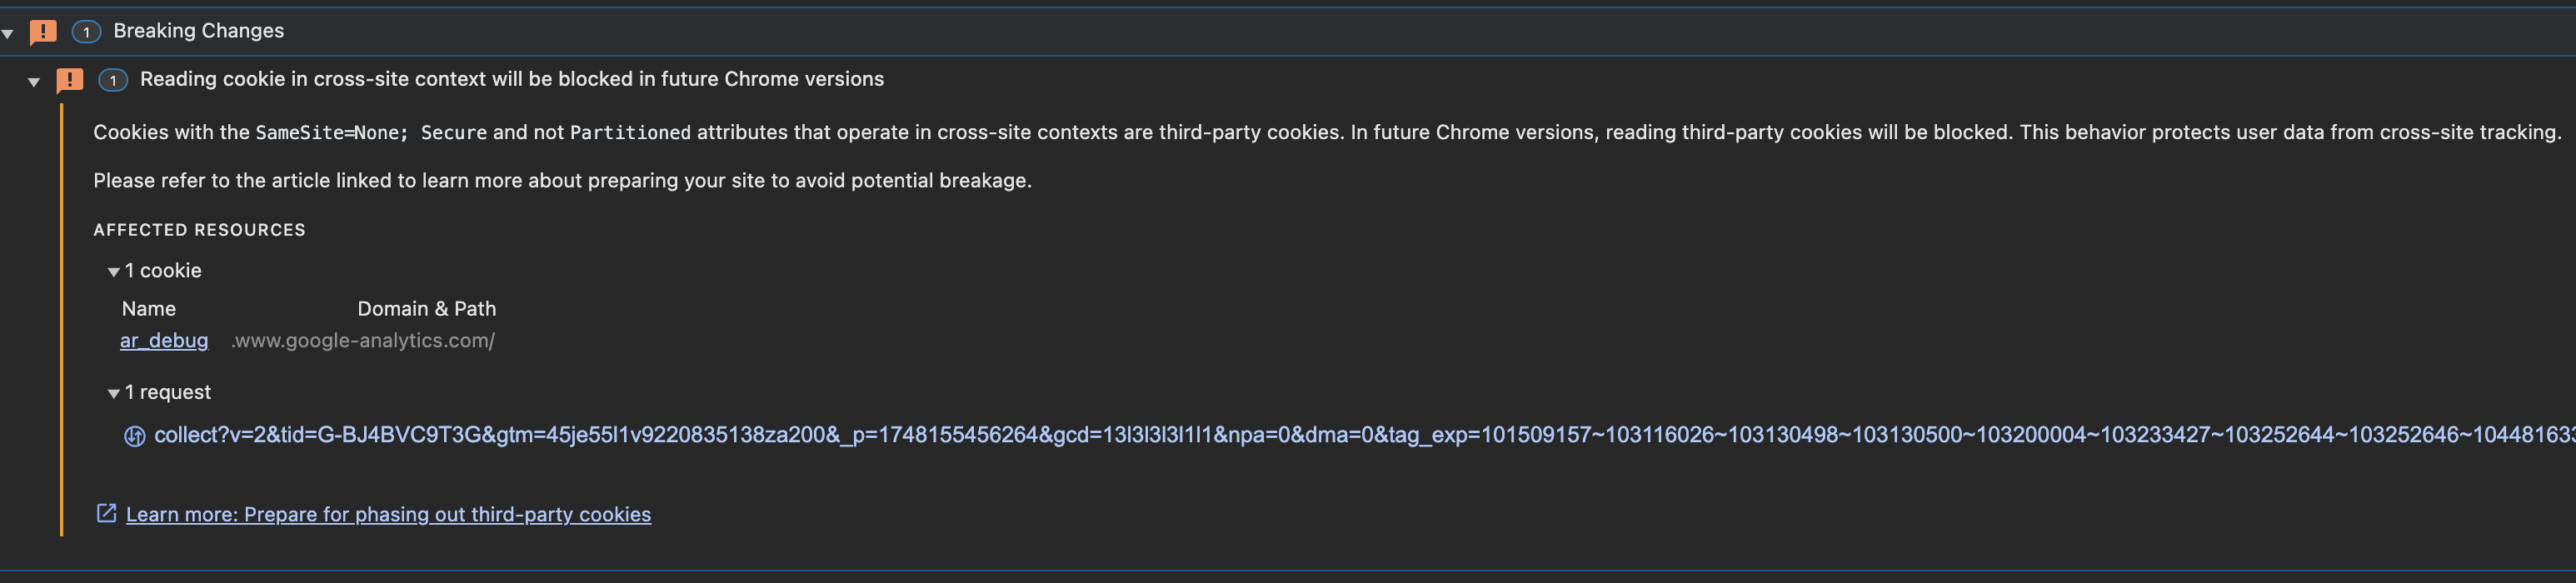 1 Breaking Changes
1 Reading cookie in cross-site context will be blocked in future Chrome versions
Cookies with the SameSite=None; Secure and not Partitioned attributes that operate in cross-site contexts are third-party cookies. In future Chrome versions, reading third-party cookies will be blocked. This behavior protects user data from cross-site tracking.
Please refer to the article linked to learn more about preparing your site to avoid potential breakage.
AFFECTED RESOURCES
1 cookie
Name Domain & Path
ar_debug .www.google-analytics.com/
1 request
collect?v=2&tid=G-BJ4BVC9T3G&gtm=45je55l1v9220835138za200&_p=1748155456264&gcd=13l3l3l3l1l1&npa=0&dma=0&tag_exp=101509157~103116026~103130498~103130500~103200004~103233427~103252644~103252646~104481633
Learn more: Prepare for phasing out third-party cookies